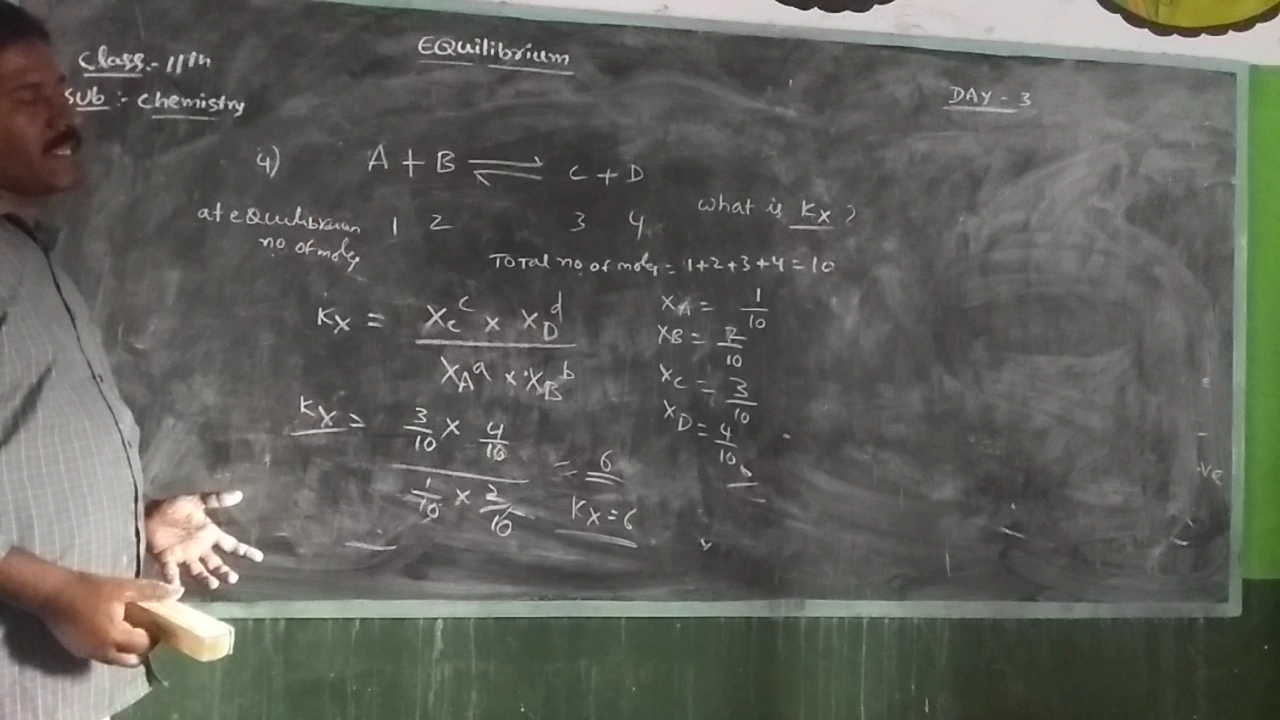 EQuilibrium
Class:- 11th
Sub :- Chemistry
DAY - 3
4) A + B ⇌ C + D
at eQuilibrium 1 2 3 4
no of moles
What is Kx ?
Total no of moles = 1+2+3+4 = 10
Kx = Xc^c × XD^d / XA^a × XB^b
XA = 1/10
XB = 2/10
XC = 3/10
XD = 4/10
Kx = 3/10 × 4/10 / 1/10 × 2/10 = 6
Kx = 6
-ve